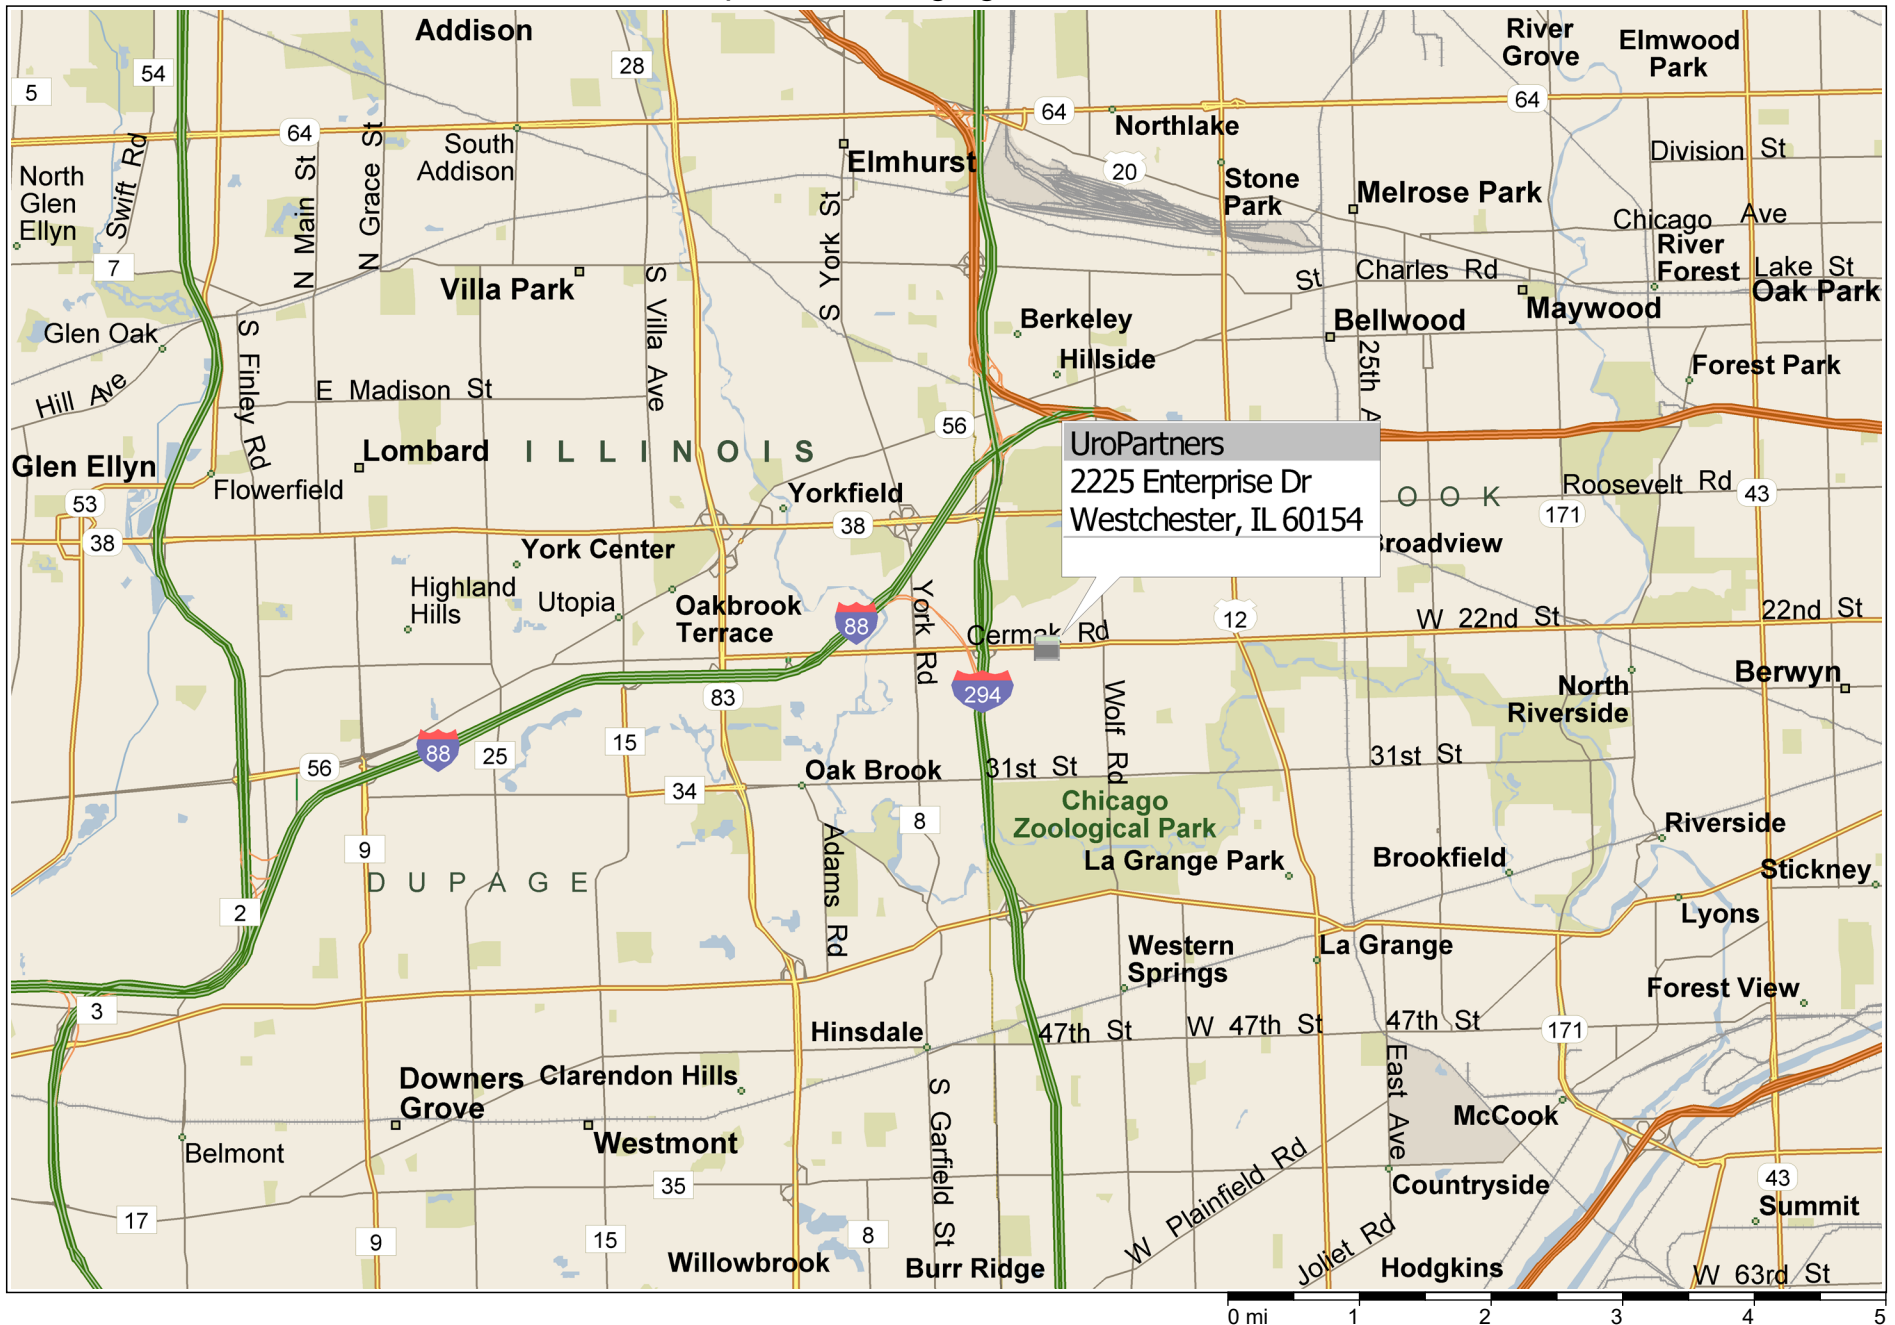 Addison
River
Grove
Elmwood
Park
54
28
5
64
64
64
Northlake
South
Addison
Elmhurst
20
Division St
North
Glen
Ellyn
Swift Rd
N Main St
N Grace St
S York St
Stone
Park
Melrose Park
Chicago Ave
River
Forest
7
Villa Park
S Villa Ave
St Charles Rd
Lake St
Oak Park
Maywood
Berkeley
Bellwood
Glen Oak
S Finley Rd
Hillside
25th A
Forest Park
Hill Ave
E Madison St
56
Lombard
ILLINOIS
UroPartners
2225 Enterprise Dr
Westchester, IL 60154
Glen Ellyn
Flowerfield
Yorkfield
OOK
Roosevelt Rd
43
53
38
38
171
York Center
Broadview
Highland
Hills
Utopia
Oakbrook
Terrace
88
York Rd
Cermak Rd
12
W 22nd St
22nd St
83
294
Wolf Rd
North
Riverside
Berwyn
88
25
15
56
34
Oak Brook
31st St
31st St
Chicago
Zoological Park
8
Adams Rd
9
La Grange Park
Brookfield
Riverside
Stickney
DUPAGE
2
Lyons
Western
Springs
La Grange
Forest View
3
Hinsdale
47th St
W 47th St
47th St
171
Downers
Grove
Clarendon Hills
S Garfield St
East Ave
McCook
Westmont
Belmont
35
W Plainfield Rd
Countryside
43
Summit
17
9
15
8
Willowbrook
Burr Ridge
Joliet Rd
Hodgkins
W 63rd St
0 mi 1 2 3 4 5